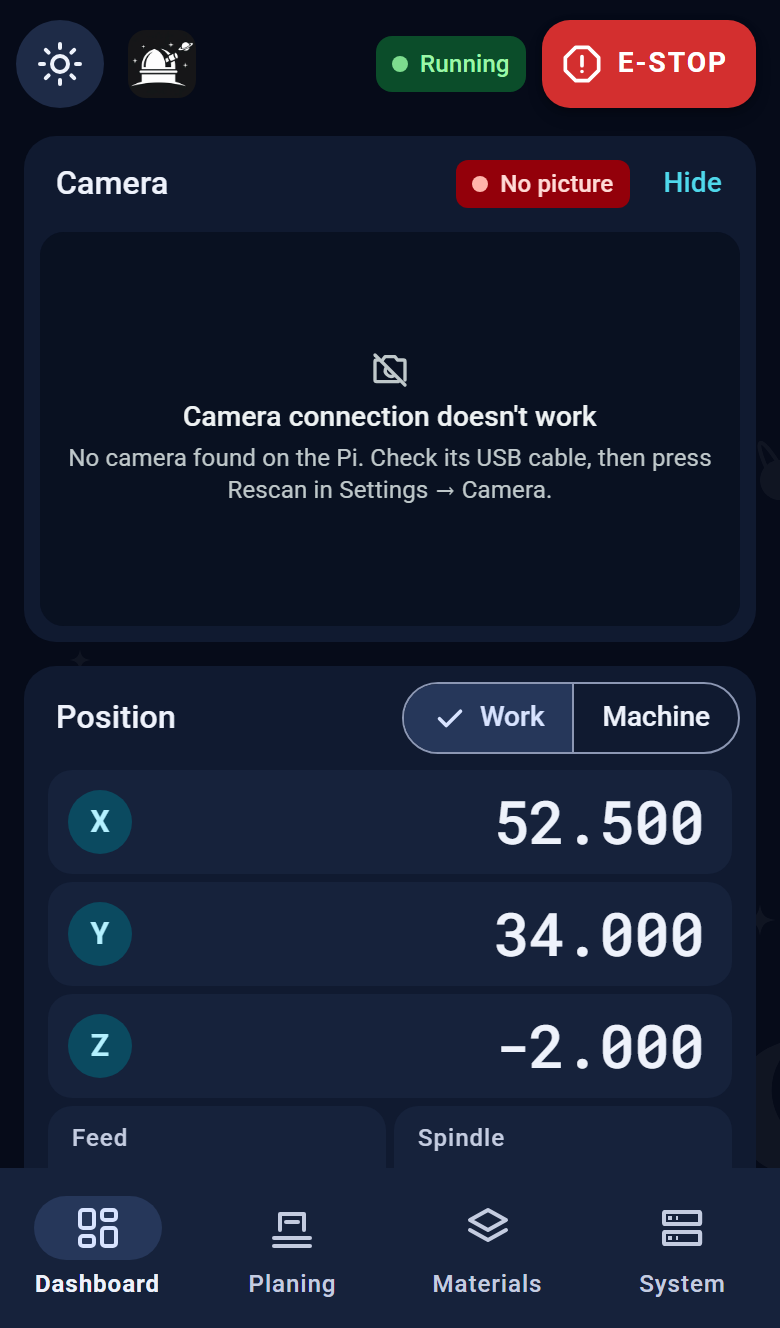 Running
E-STOP
Camera
No picture
Hide
Camera connection doesn't work
No camera found on the Pi. Check its USB cable, then press
Rescan in Settings → Camera.
Position
Work
Machine
X
52.500
Y
34.000
Z
-2.000
Feed
Spindle
Dashboard
Planing
Materials
System